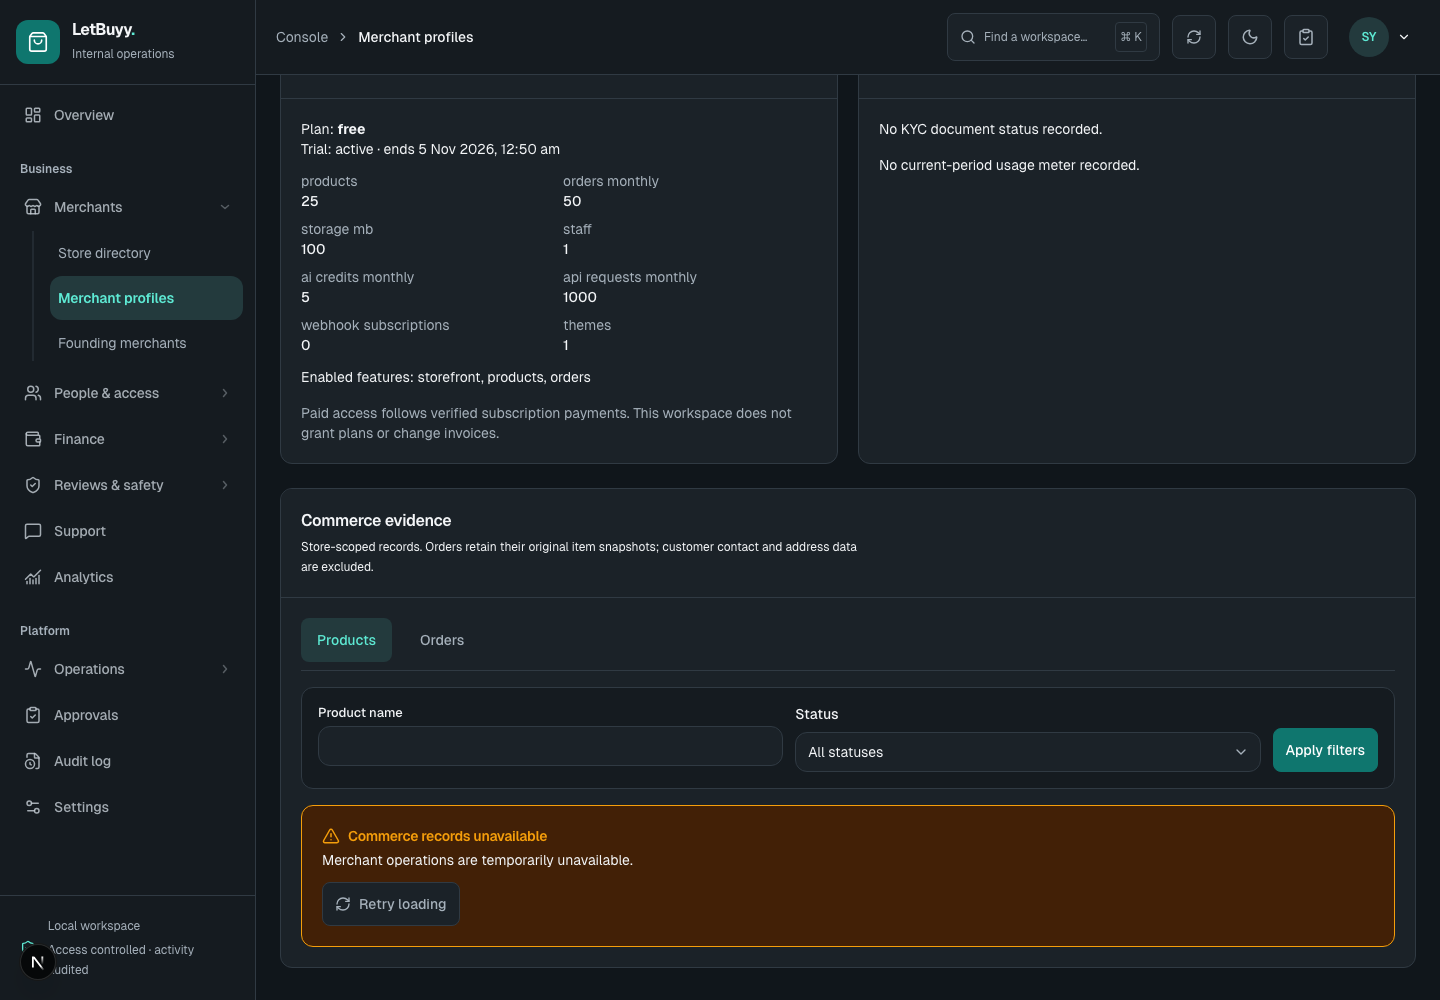 LetBuyy.
Internal operations
Console
Merchant profiles
Find a workspace...
⌘ K
SY
Overview
Business
Merchants
Store directory
Merchant profiles
Founding merchants
People & access
Finance
Reviews & safety
Support
Analytics
Platform
Operations
Approvals
Audit log
Settings
Local workspace
Access controlled · activity
audited
N
Plan: free
Trial: active · ends 5 Nov 2026, 12:50 am
products
25
orders monthly
50
storage mb
100
staff
1
ai credits monthly
5
api requests monthly
1000
webhook subscriptions
0
themes
1
Enabled features: storefront, products, orders
Paid access follows verified subscription payments. This workspace does not
grant plans or change invoices.
No KYC document status recorded.
No current-period usage meter recorded.
Commerce evidence
Store-scoped records. Orders retain their original item snapshots; customer contact and address data
are excluded.
Products
Orders
Product name
Status
All statuses
Apply filters
Commerce records unavailable
Merchant operations are temporarily unavailable.
Retry loading